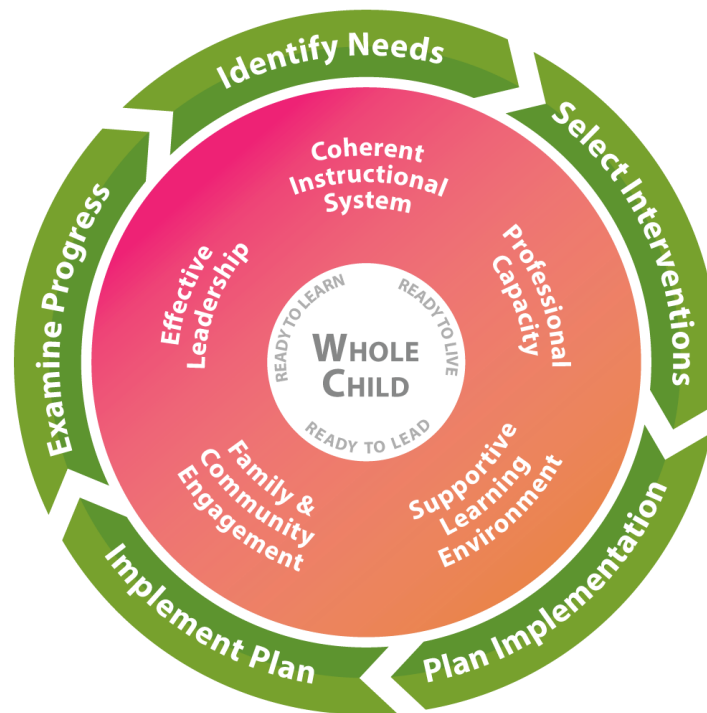 Identify Needs
Select Interventions
Plan Implementation
Implement Plan
Examine Progress
Coherent
Instructional
System
Professional
Capacity
Supportive
Learning
Environment
Family &
Community
Engagement
Effective
Leadership
READY TO LEARN
READY TO LIVE
READY TO LEAD
WHOLE
CHILD